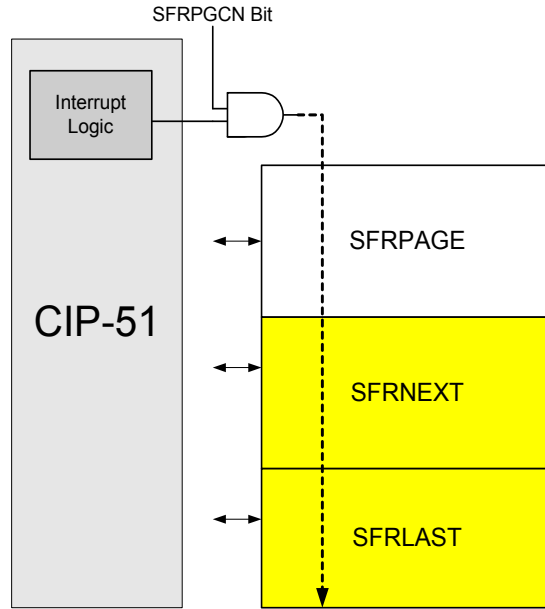 SFRPGCN Bit
Interrupt
Logic
SFRPAGE
CIP-51
SFRNEXT
SFRLAST